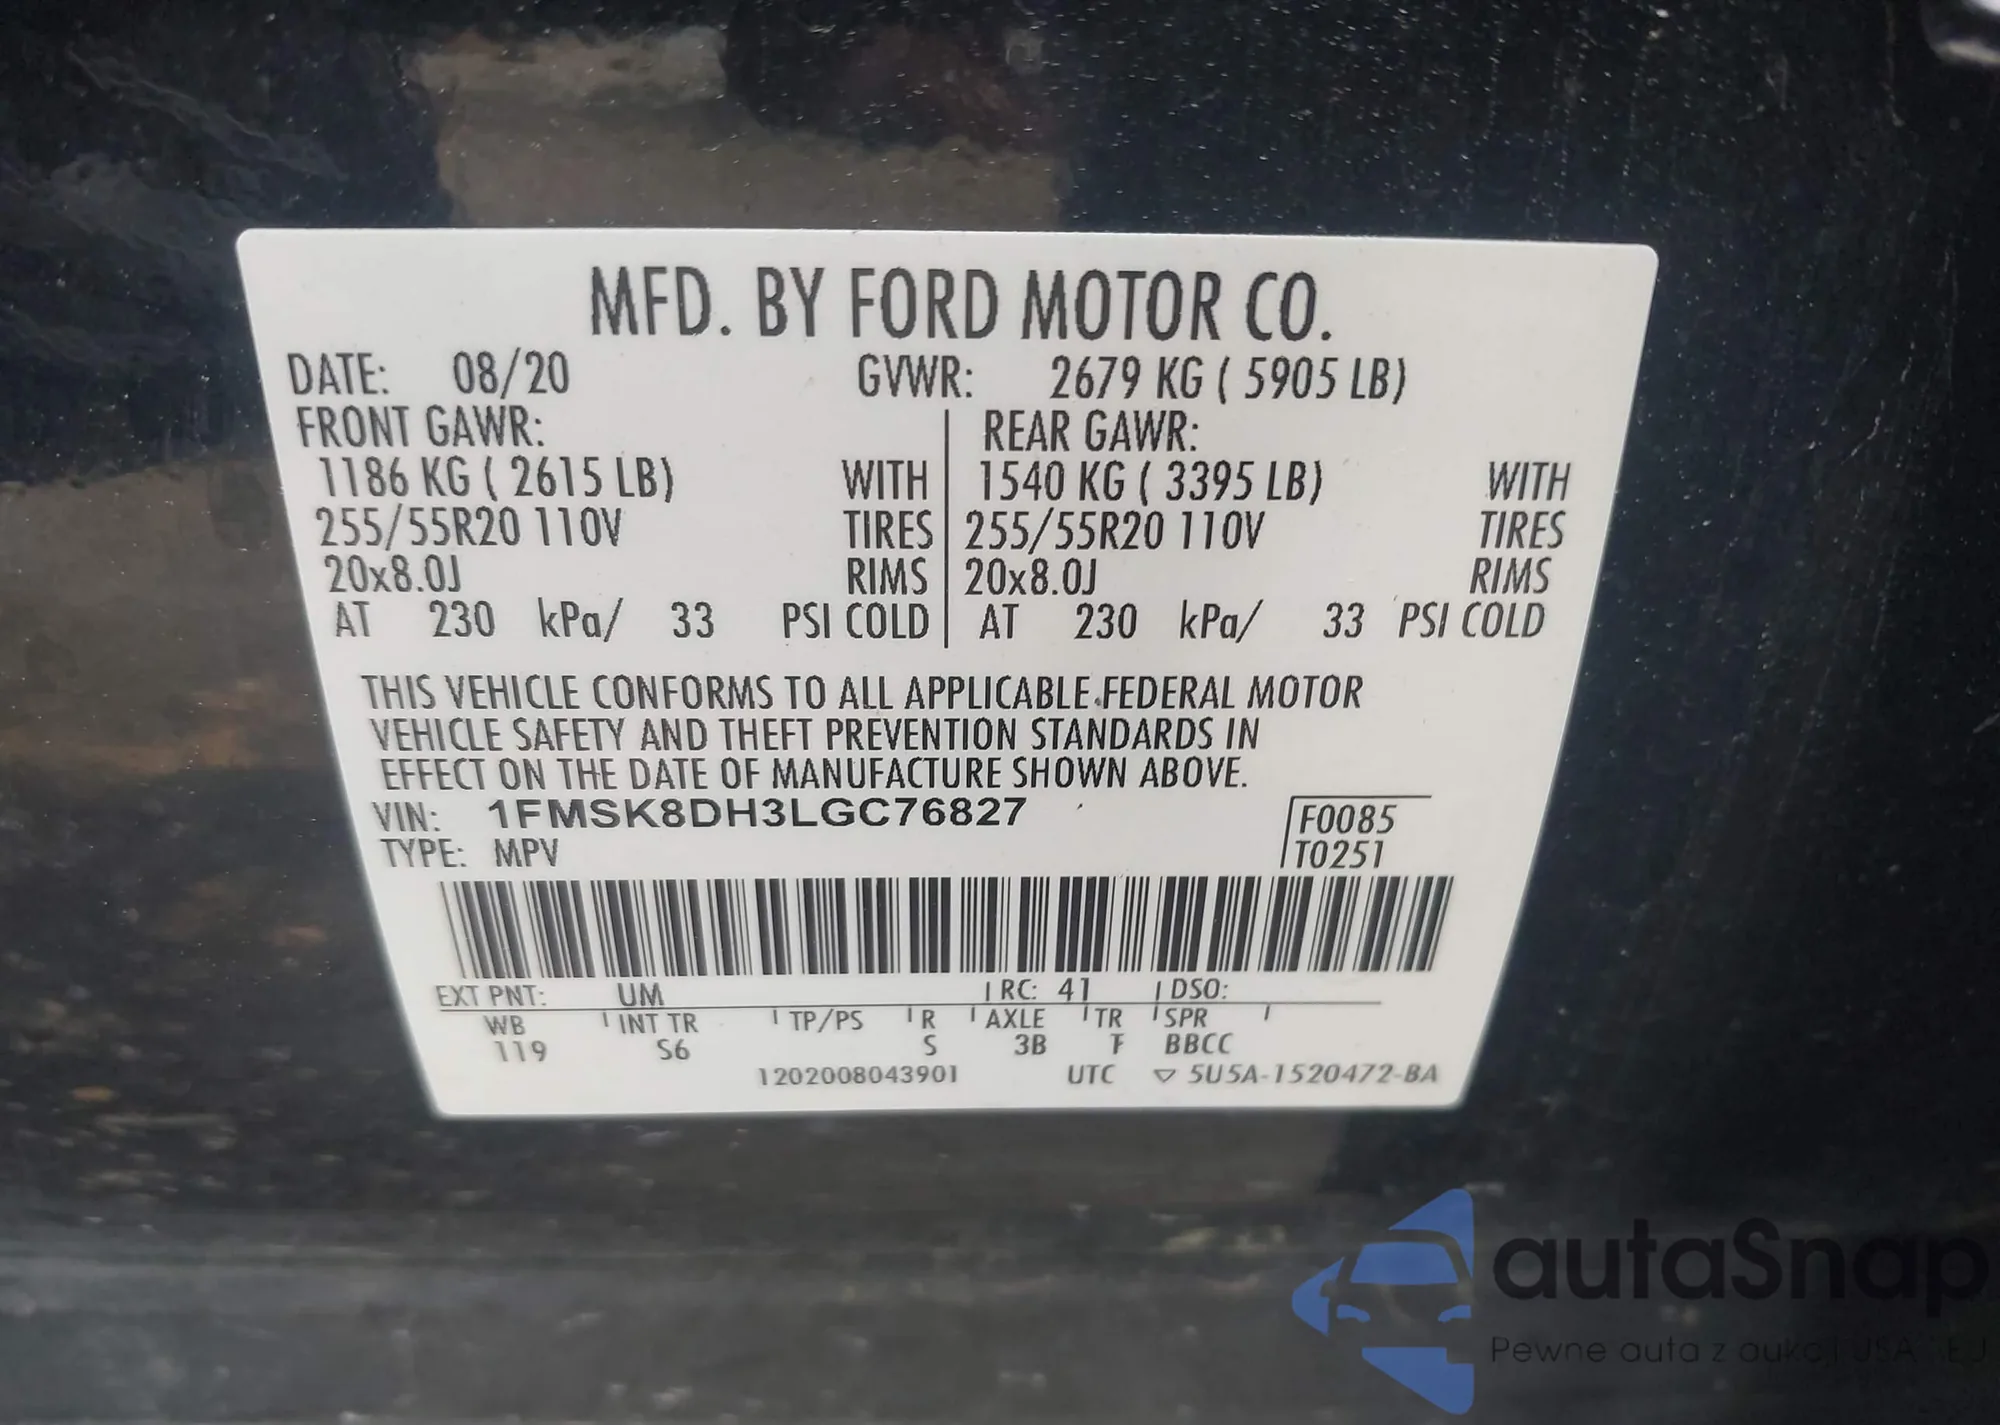 MFD. BY FORD MOTOR CO.
DATE: 08/20 GVWR: 2679 KG ( 5905 LB)
FRONT GAWR: REAR GAWR:
1186 KG ( 2615 LB) WITH 1540 KG ( 3395 LB) WITH
255/55R20 110V TIRES 255/55R20 110V TIRES
20x8.0J RIMS 20x8.0J RIMS
AT 230 kPa/ 33 PSI COLD AT 230 kPa/ 33 PSI COLD
THIS VEHICLE CONFORMS TO ALL APPLICABLE FEDERAL MOTOR
VEHICLE SAFETY AND THEFT PREVENTION STANDARDS IN
EFFECT ON THE DATE OF MANUFACTURE SHOWN ABOVE.
VIN: 1FMSK8DH3LGC76827 F0085
TYPE: MPV T0251
EXT PNT: UM RC: 41 DSO:
WB INT TR TP/PS R AXLE TR SPR
119 S6 S 3B BBCC
1202008043901 UTC ▽ 5U5A-1520472-BA
autaSnap
Pewne auta z aukcji USA